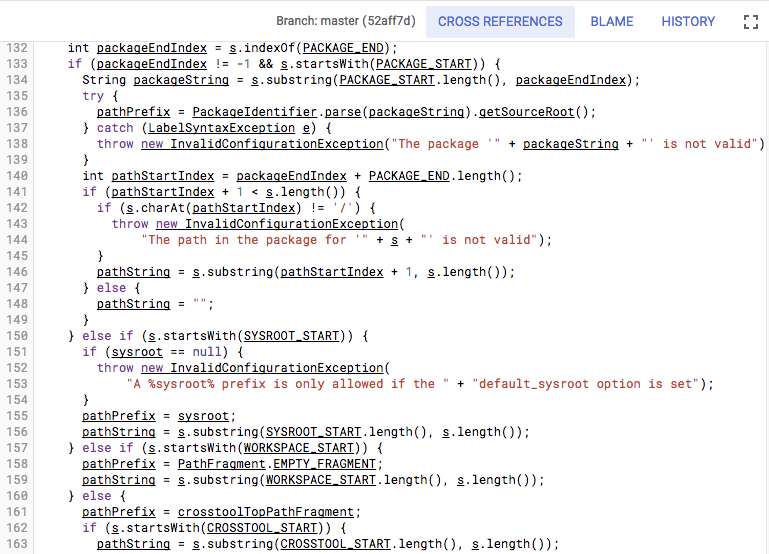 Branch: master (52aff7d) CROSS REFERENCES BLAME HISTORY
132 int packageEndIndex = s.indexOf(PACKAGE_END);
133 if (packageEndIndex != -1 && s.startsWith(PACKAGE_START)) {
134 String packageString = s.substring(PACKAGE_START.length(), packageEndIndex);
135 try {
136 pathPrefix = PackageIdentifier.parse(packageString).getSourceRoot();
137 } catch (LabelSyntaxException e) {
138 throw new InvalidConfigurationException("The package '" + packageString + "' is not valid")
139 }
140 int pathStartIndex = packageEndIndex + PACKAGE_END.length();
141 if (pathStartIndex + 1 < s.length()) {
142 if (s.charAt(pathStartIndex) != '/') {
143 throw new InvalidConfigurationException(
144 "The path in the package for '" + s + "' is not valid");
145 }
146 pathString = s.substring(pathStartIndex + 1, s.length());
147 } else {
148 pathString = "";
149 }
150 } else if (s.startsWith(SYSROOT_START)) {
151 if (sysroot == null) {
152 throw new InvalidConfigurationException(
153 "A %sysroot% prefix is only allowed if the " + "default_sysroot option is set");
154 }
155 pathPrefix = sysroot;
156 pathString = s.substring(SYSROOT_START.length(), s.length());
157 } else if (s.startsWith(WORKSPACE_START)) {
158 pathPrefix = PathFragment.EMPTY_FRAGMENT;
159 pathString = s.substring(WORKSPACE_START.length(), s.length());
160 } else {
161 pathPrefix = crosstoolTopPathFragment;
162 if (s.startsWith(CROSSTOOL_START)) {
163 pathString = s.substring(CROSSTOOL_START.length(), s.length());